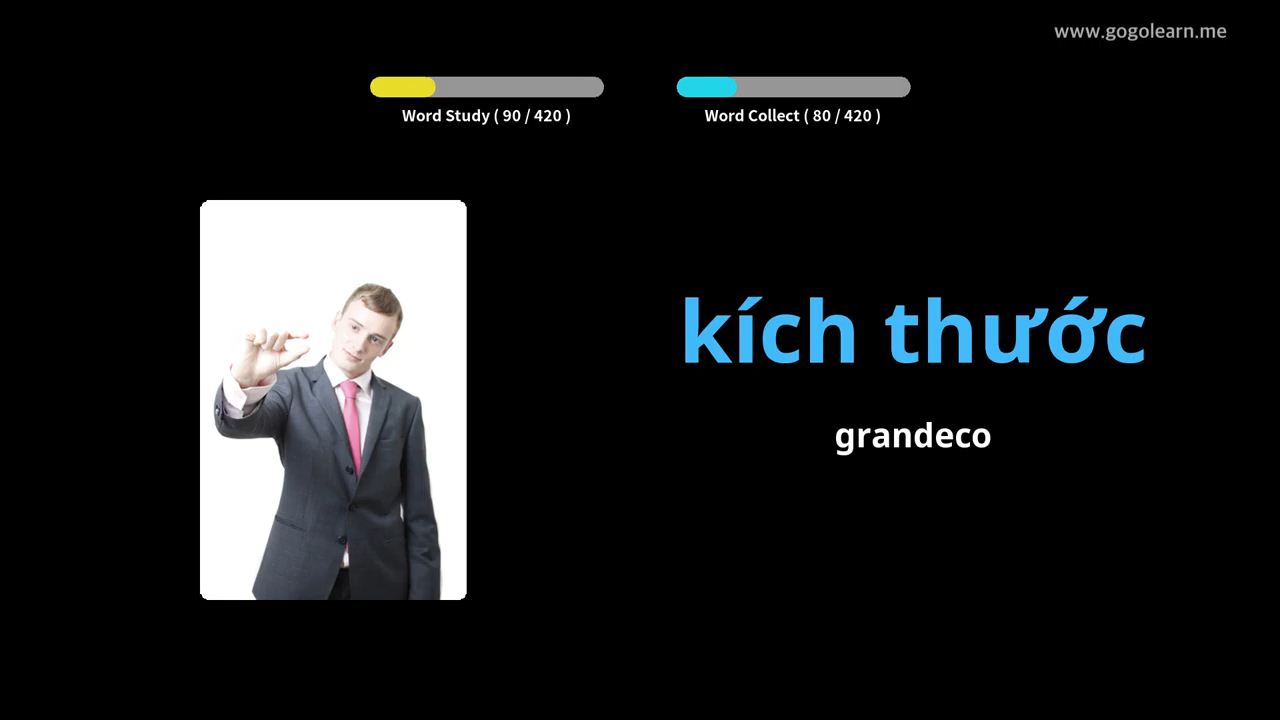 www.gogolearn.me
Word Study ( 90 / 420 )
Word Collect ( 80 / 420 )
kích thước
grandeco